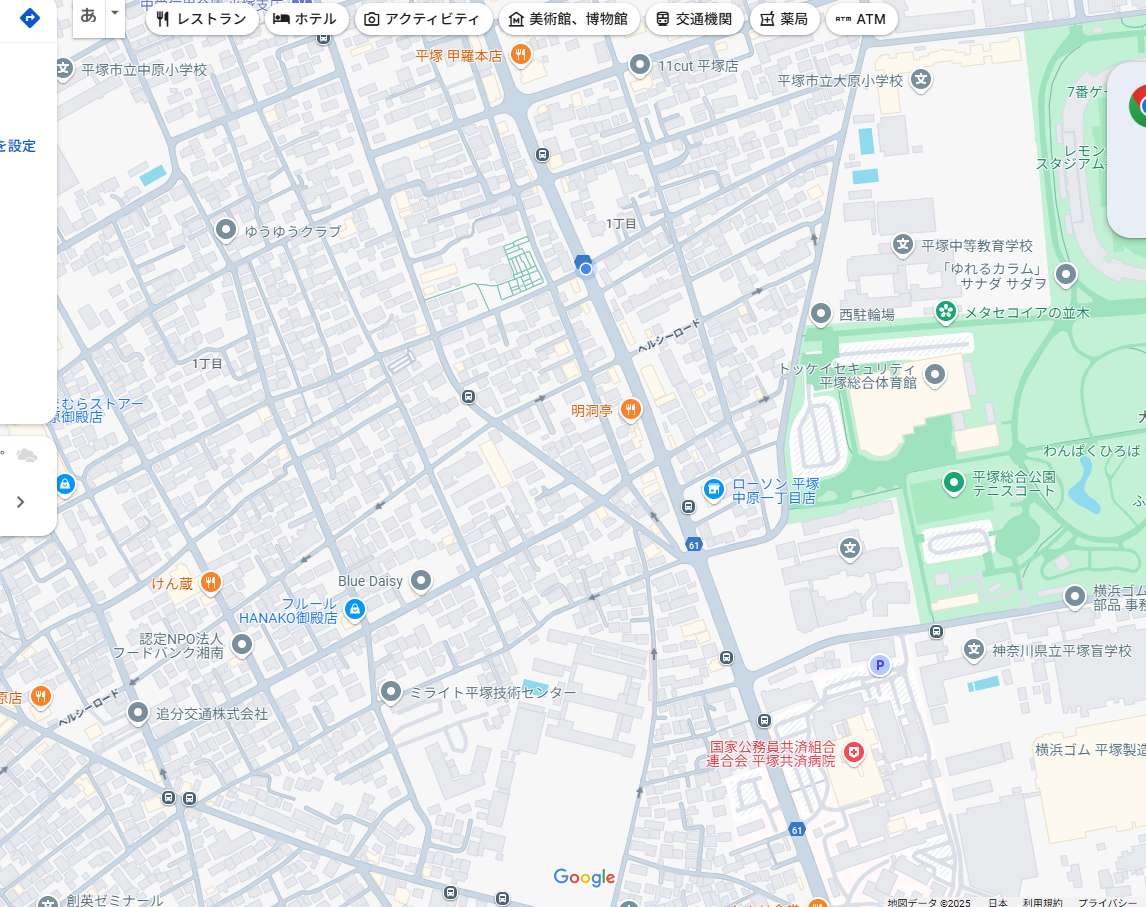 あ
レストラン
ホテル
アクティビティ
美術館、博物館
交通機関
薬局
ATM
平塚 甲羅本店
11cut 平塚店
平塚市立中原小学校
平塚市立大原小学校
7番ゲー
を設定
レモン
スタジアム
ゆうゆうクラブ
1丁目
平塚中等教育学校
「ゆれるカラム」
サナダ サダヲ
西駐輪場
メタセコイアの並木
ヘルシーロード
1丁目
トッケイセキュリティ
平塚総合体育館
むらストアー
原御殿店
明洞亭
わんぱくひろば
平塚総合公園
テニスコート
ローソン 平塚
中原一丁目店
ふ
61
けん蔵
Blue Daisy
フルール
HANAKO御殿店
横浜ゴム
部品 事務
認定NPO法人
フードバンク湘南
神奈川県立平塚盲学校
P
原店
ヘルシーロード
ミライト平塚技術センター
追分交通株式会社
国家公務員共済組合
連合会 平塚共済病院
横浜ゴム 平塚製造
61
Google
創英ゼミナール
地図データ ©2025 日本 利用規約 プライバシー